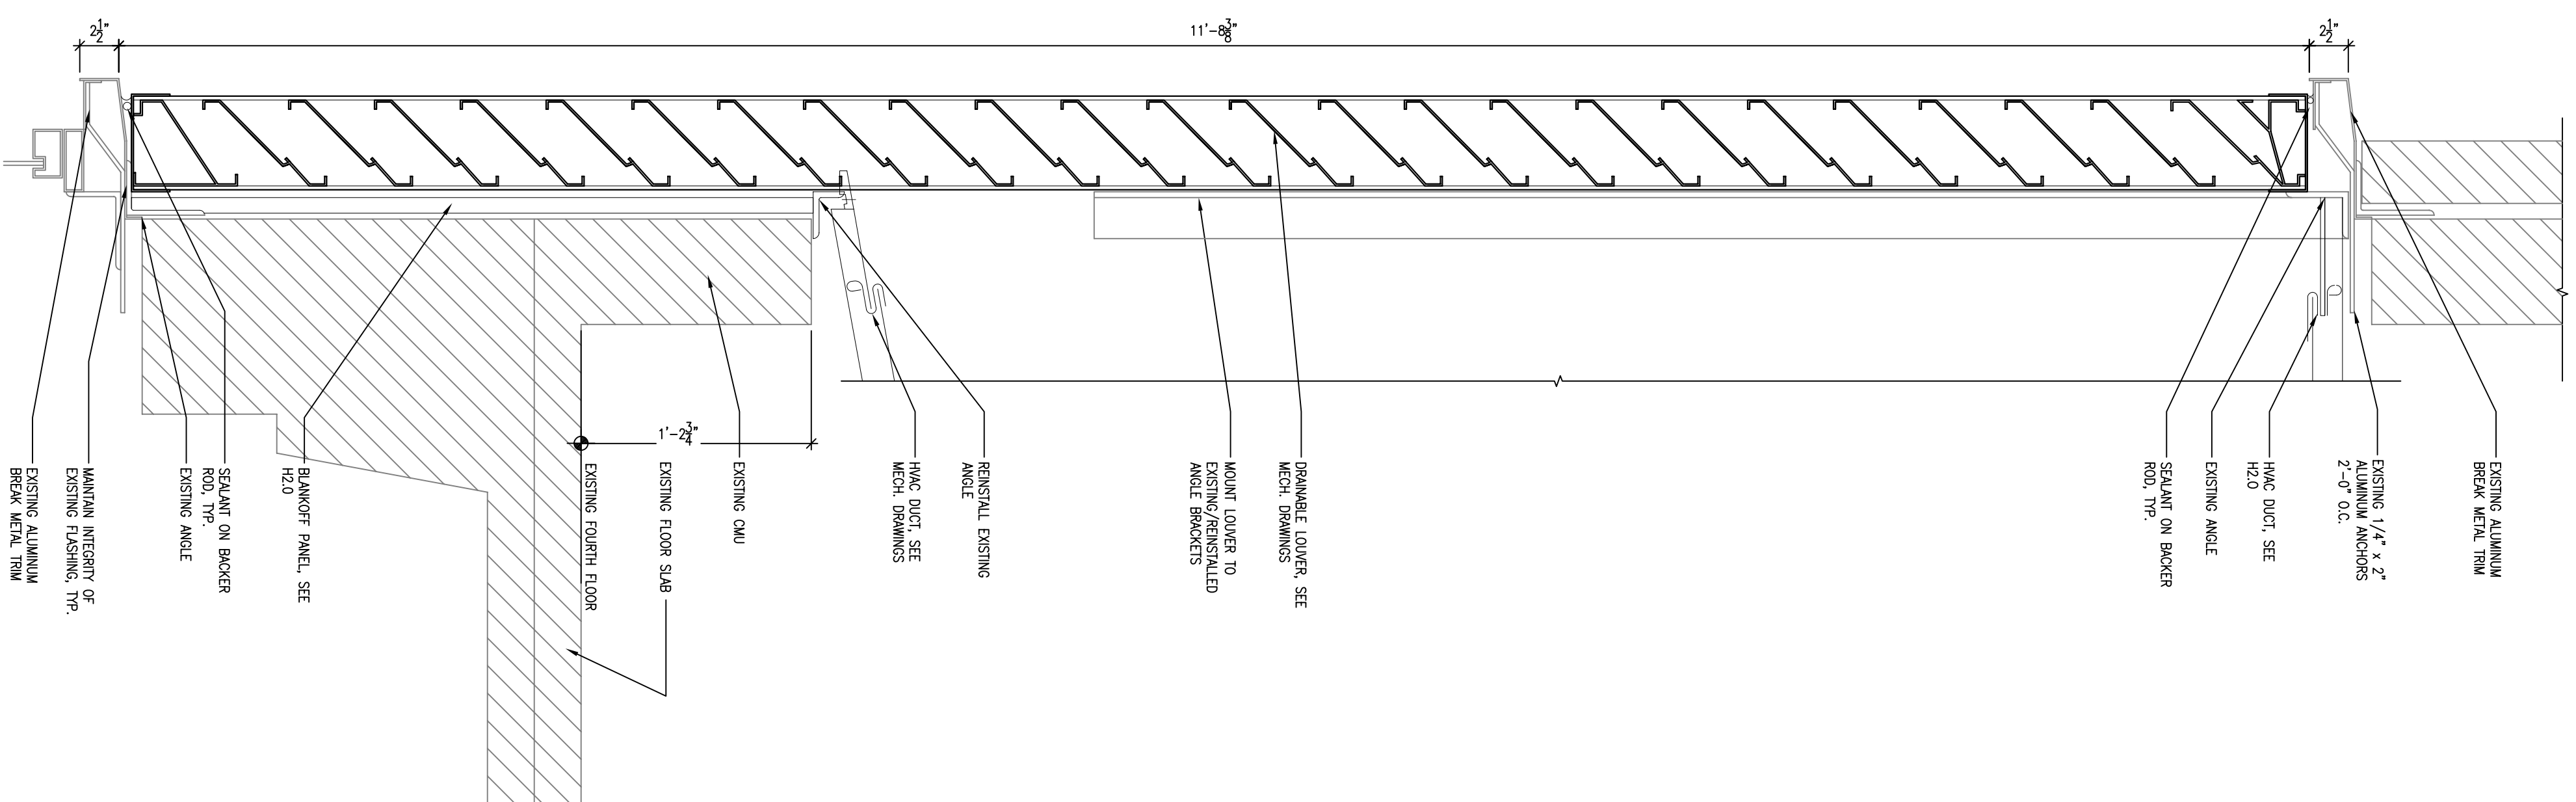 2 1/2"
11'-8 3/8"
2 1/2"
EXISTING ALUMINUM
BREAK METAL TRIM
EXISTING 1/4" x 2"
ALUMINUM ANCHORS
2'-0" O.C.
HVAC DUCT, SEE
H2.0
EXISTING ANGLE
SEALANT ON BACKER
ROD, TYP.
DRAINABLE LOUVER, SEE
MECH. DRAWINGS
MOUNT LOUVER TO
EXISTING/REINSTALLED
ANGLE BRACKETS
REINSTALL EXISTING
ANGLE
HVAC DUCT, SEE
MECH. DRAWINGS
EXISTING CMU
1'-2 3/4"
EXISTING FLOOR SLAB
EXISTING FOURTH FLOOR
BLANKOFF PANEL, SEE
H2.0
SEALANT ON BACKER
ROD, TYP.
EXISTING ANGLE
MAINTAIN INTEGRITY OF
EXISTING FLASHING, TYP.
EXISTING ALUMINUM
BREAK METAL TRIM